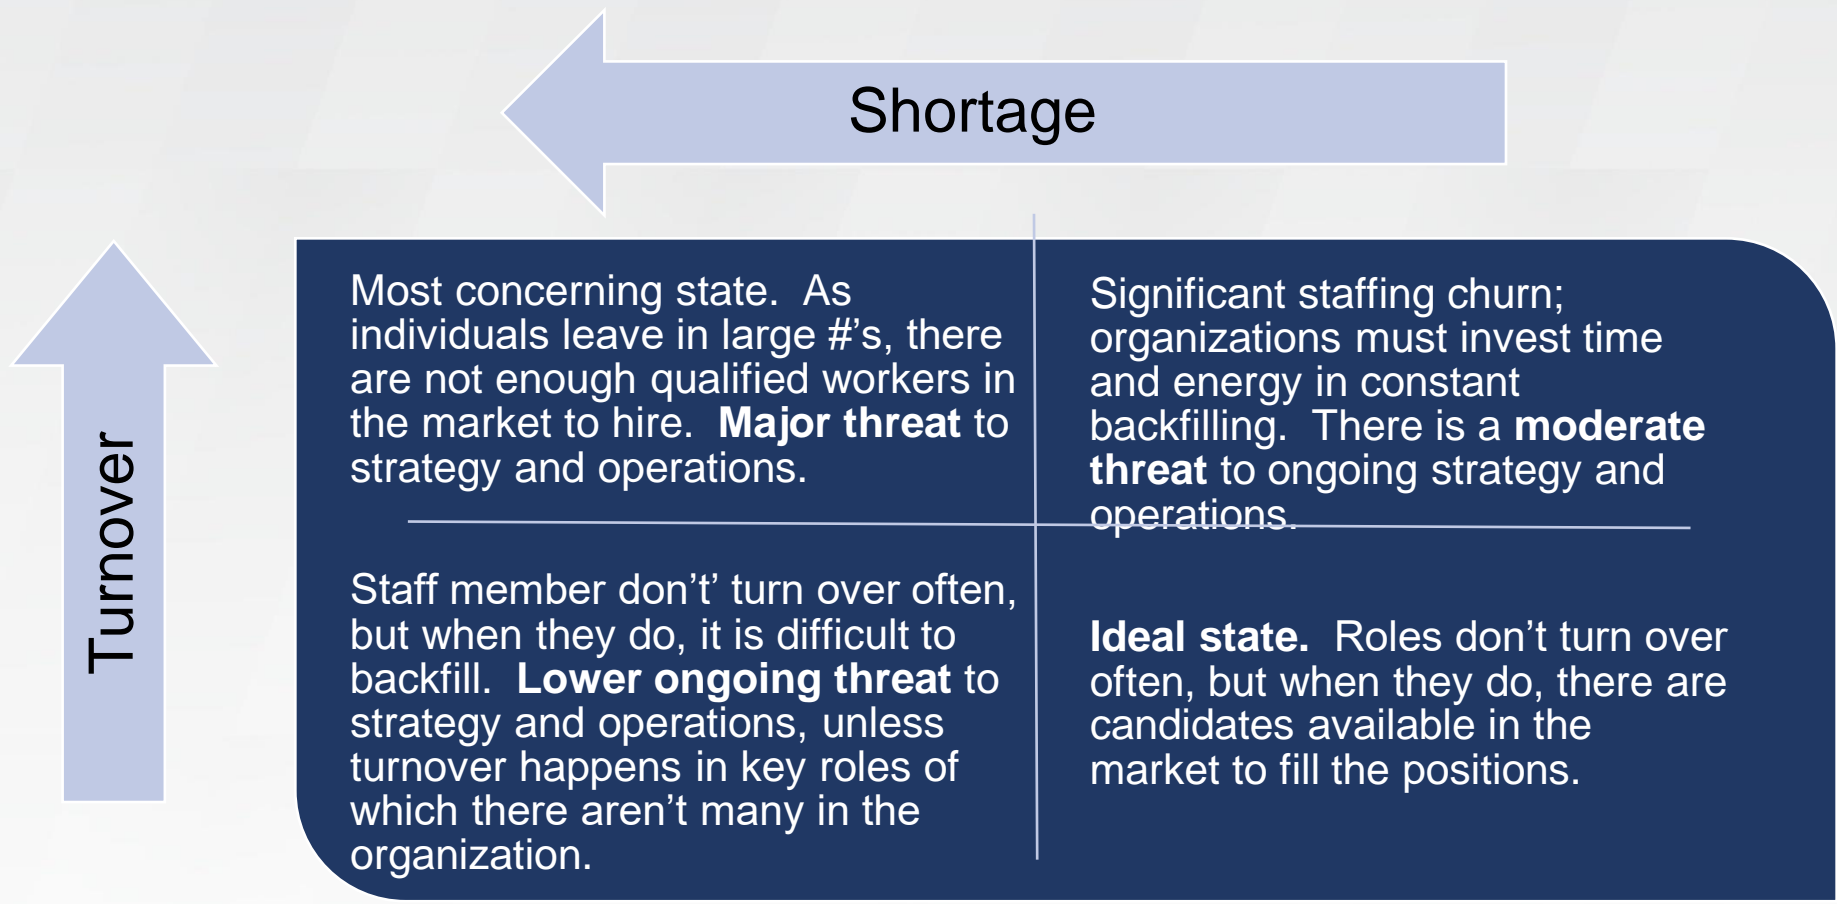 Shortage
Turnover
Most concerning state.  As
individuals leave in large #’s, there
are not enough qualified workers in
the market to hire.  Major threat to
strategy and operations.
Significant staffing churn;
organizations must invest time
and energy in constant
backfilling.  There is a moderate
threat to ongoing strategy and
operations.
Staff member don’t’ turn over often,
but when they do, it is difficult to
backfill.  Lower ongoing threat to
strategy and operations, unless
turnover happens in key roles of
which there aren’t many in the
organization.
Ideal state.  Roles don’t turn over
often, but when they do, there are
candidates available in the
market to fill the positions.